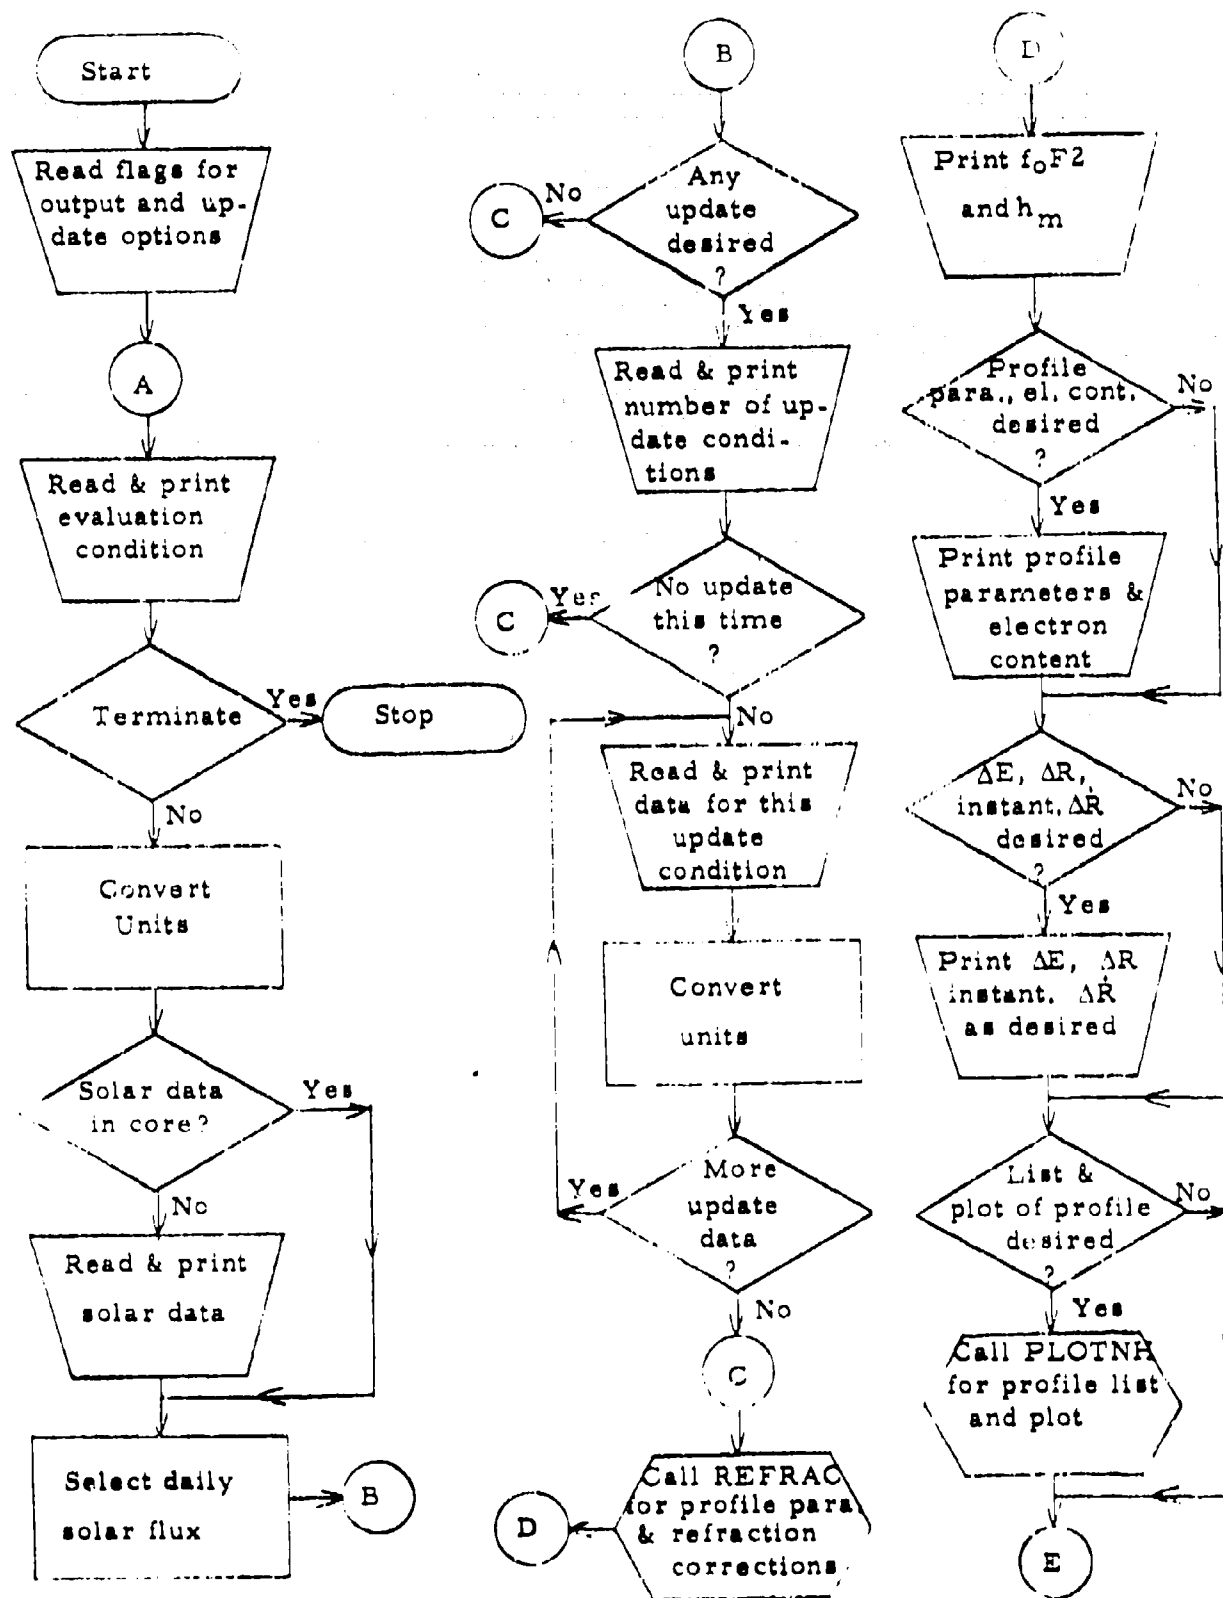 Start
Read flags for
output and up-
date options
A
Read & print
evaluation
condition
Terminate
Yes
Stop
No
Convert
Units
Solar data
in core?
Yes
No
Read & print
solar data
Select daily
solar flux
B
B
Any
update
desired
?
No
C
Yes
Read & print
number of up-
date condi-
tions
No update
this time
?
Yes
C
No
Read & print
data for this
update
condition
Convert
units
More
update
data
?
Yes
No
C
Call REFRAC
for profile para.
& refraction
corrections
D
D
Print foF2
and hm
Profile
para., el. cont.
desired
?
No
Yes
Print profile
parameters &
electron
content
ΔE, ΔR,
instant. ΔṘ
desired
?
No
Yes
Print ΔE, ΔR
instant. ΔṘ
as desired
List &
plot of profile
desired
?
No
Yes
Call PLOTNH
for profile list
and plot
E